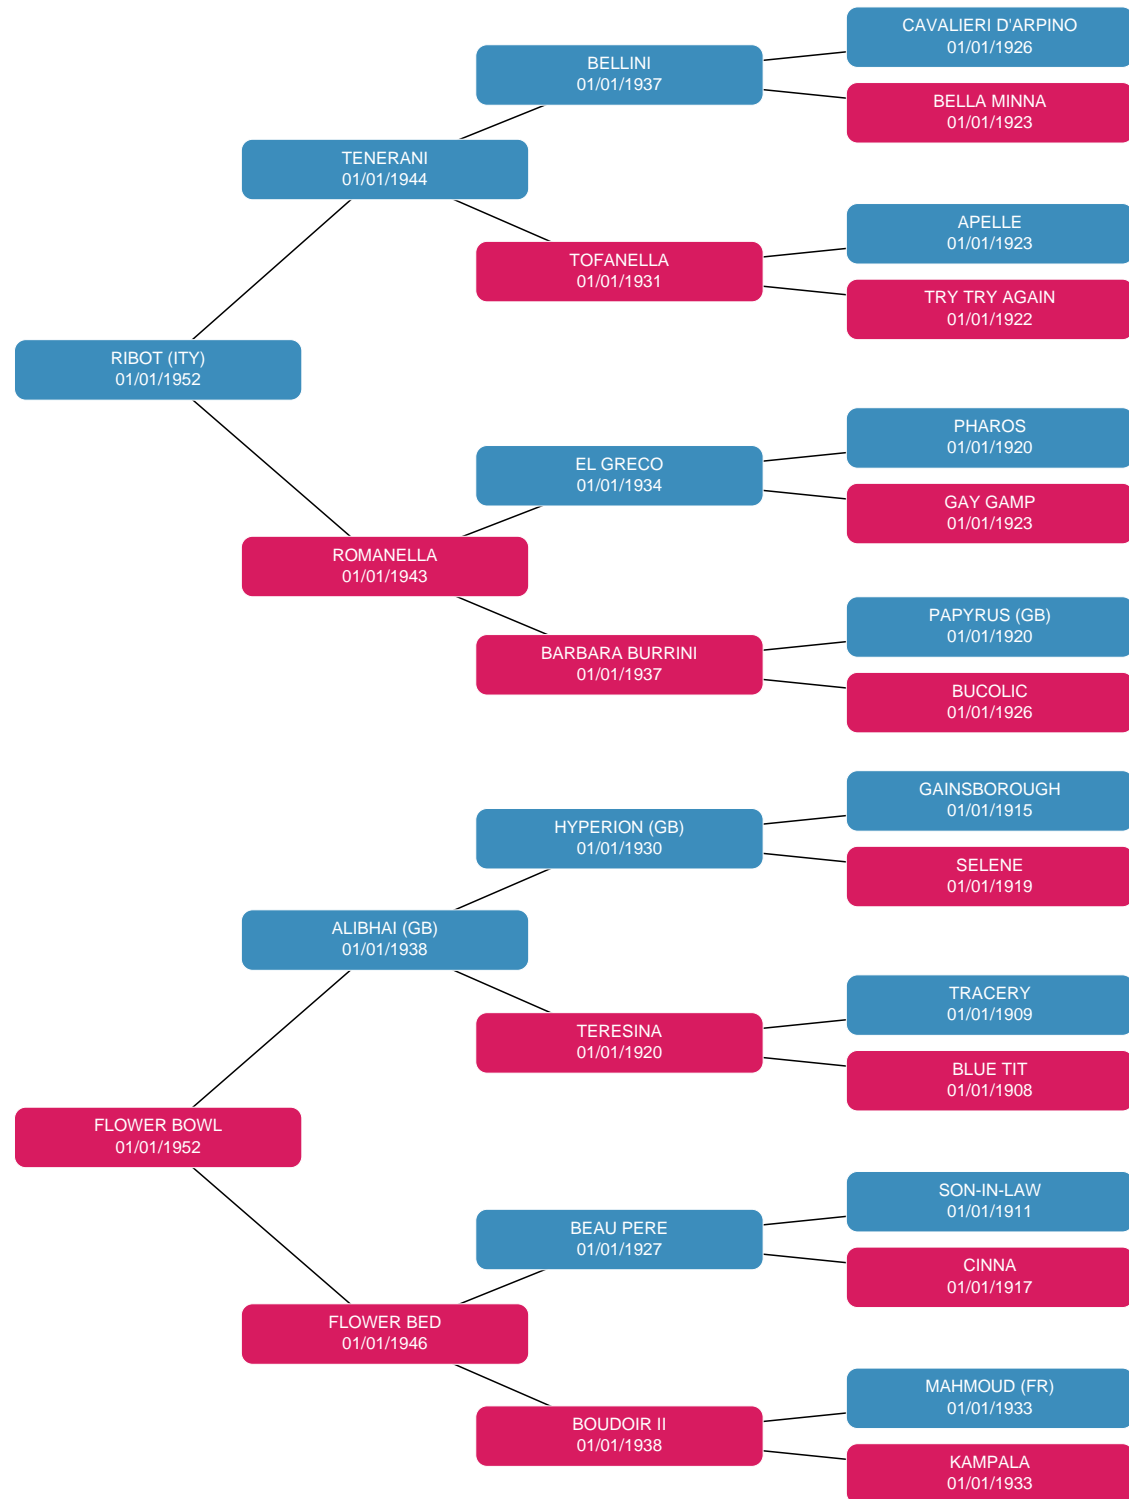 CAVALIERI D'ARPINO
01/01/1926
BELLINI
01/01/1937
BELLA MINNA
01/01/1923
TENERANI
01/01/1944
APELLE
01/01/1923
TOFANELLA
01/01/1931
TRY TRY AGAIN
01/01/1922
RIBOT (ITY)
01/01/1952
PHAROS
01/01/1920
EL GRECO
01/01/1934
GAY GAMP
01/01/1923
ROMANELLA
01/01/1943
PAPYRUS (GB)
01/01/1920
BARBARA BURRINI
01/01/1937
BUCOLIC
01/01/1926
GAINSBOROUGH
01/01/1915
HYPERION (GB)
01/01/1930
SELENE
01/01/1919
ALIBHAI (GB)
01/01/1938
TRACERY
01/01/1909
TERESINA
01/01/1920
BLUE TIT
01/01/1908
FLOWER BOWL
01/01/1952
SON-IN-LAW
01/01/1911
BEAU PERE
01/01/1927
CINNA
01/01/1917
FLOWER BED
01/01/1946
MAHMOUD (FR)
01/01/1933
BOUDOIR II
01/01/1938
KAMPALA
01/01/1933